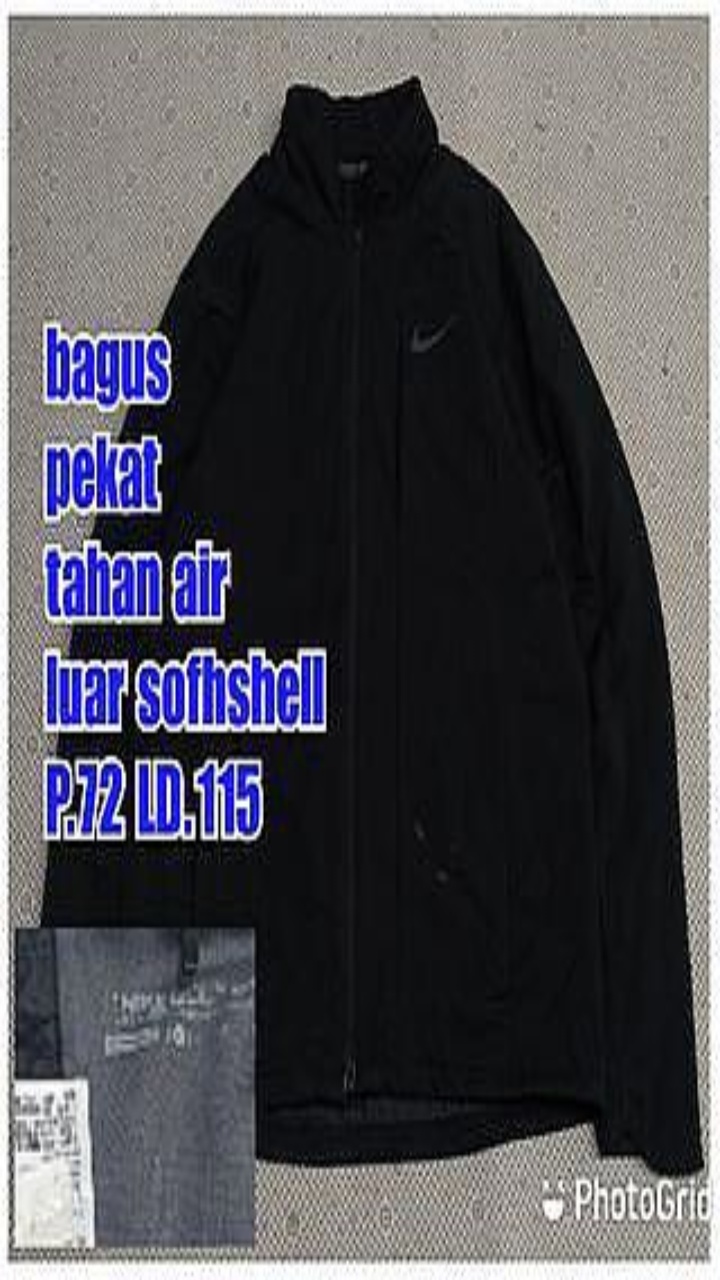 bagus
pekat
tahan air
luar sofhshell
P.72 LD.115
PhotoGrid